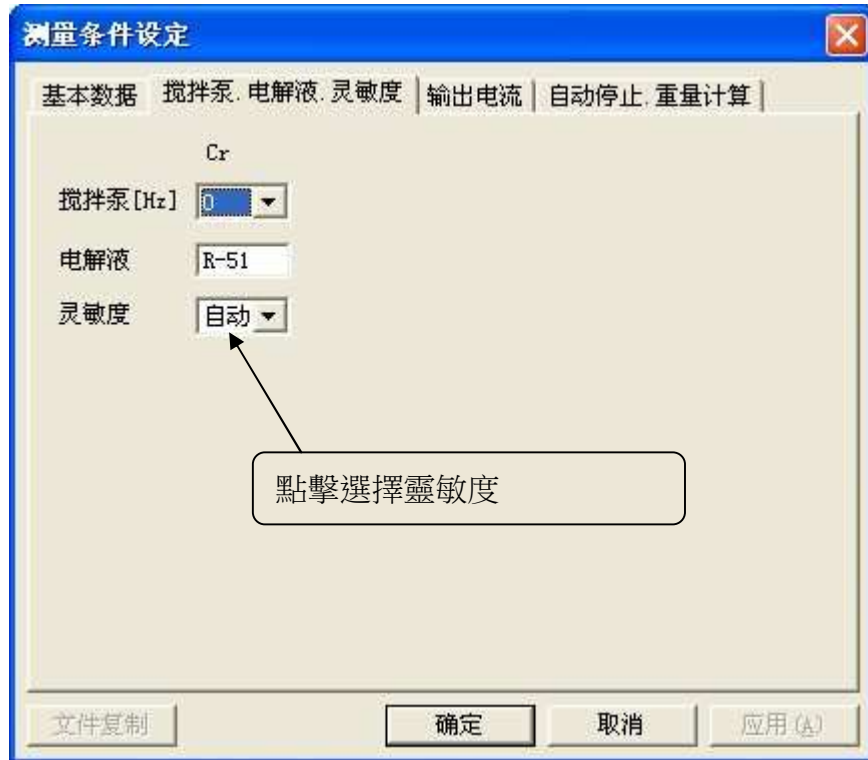 测量条件设定
基本数据 搅拌泵.电解液.灵敏度 输出电流 自动停止.重量计算
Cr
搅拌泵[Hz] 0
电解液 R-51
灵敏度 自动
點擊選擇靈敏度
文件复制 确定 取消 应用(A)